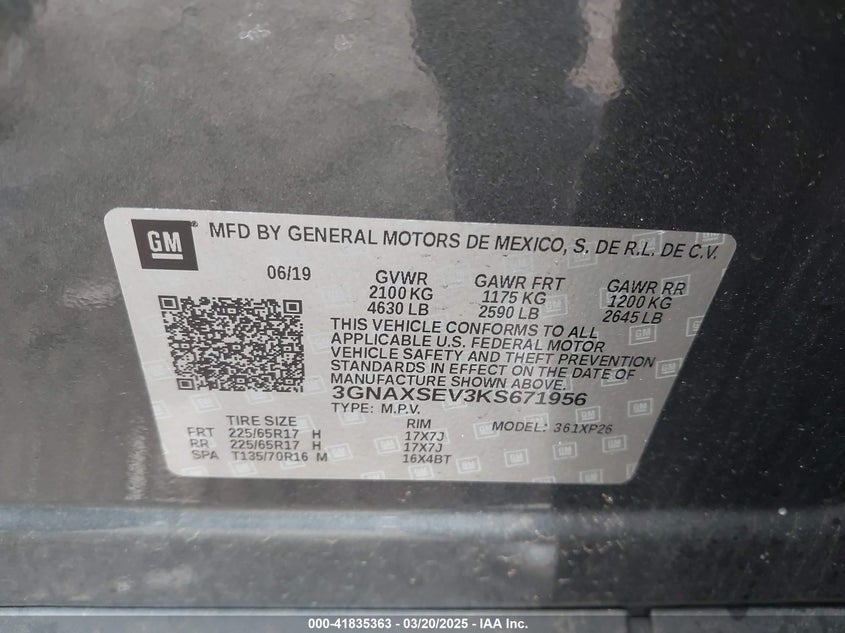 GM
MFD BY GENERAL MOTORS DE MEXICO, S. DE R.L. DE C.V.
06/19 GVWR GAWR FRT GAWR RR
2100 KG 1175 KG 1200 KG
4630 LB 2590 LB 2645 LB
THIS VEHICLE CONFORMS TO ALL
APPLICABLE U.S. FEDERAL MOTOR
VEHICLE SAFETY AND THEFT PREVENTION
STANDARDS IN EFFECT ON THE DATE OF
MANUFACTURE SHOWN ABOVE.
3GNAXSEV3KS671956
TYPE: M.P.V. MODEL: 361XP26
TIRE SIZE RIM
FRT 225/65R17 H 17X7J
RR 225/65R17 H 17X7J
SPA T135/70R16 M 16X4BT
000-41835363 - 03/20/2025 - IAA Inc.